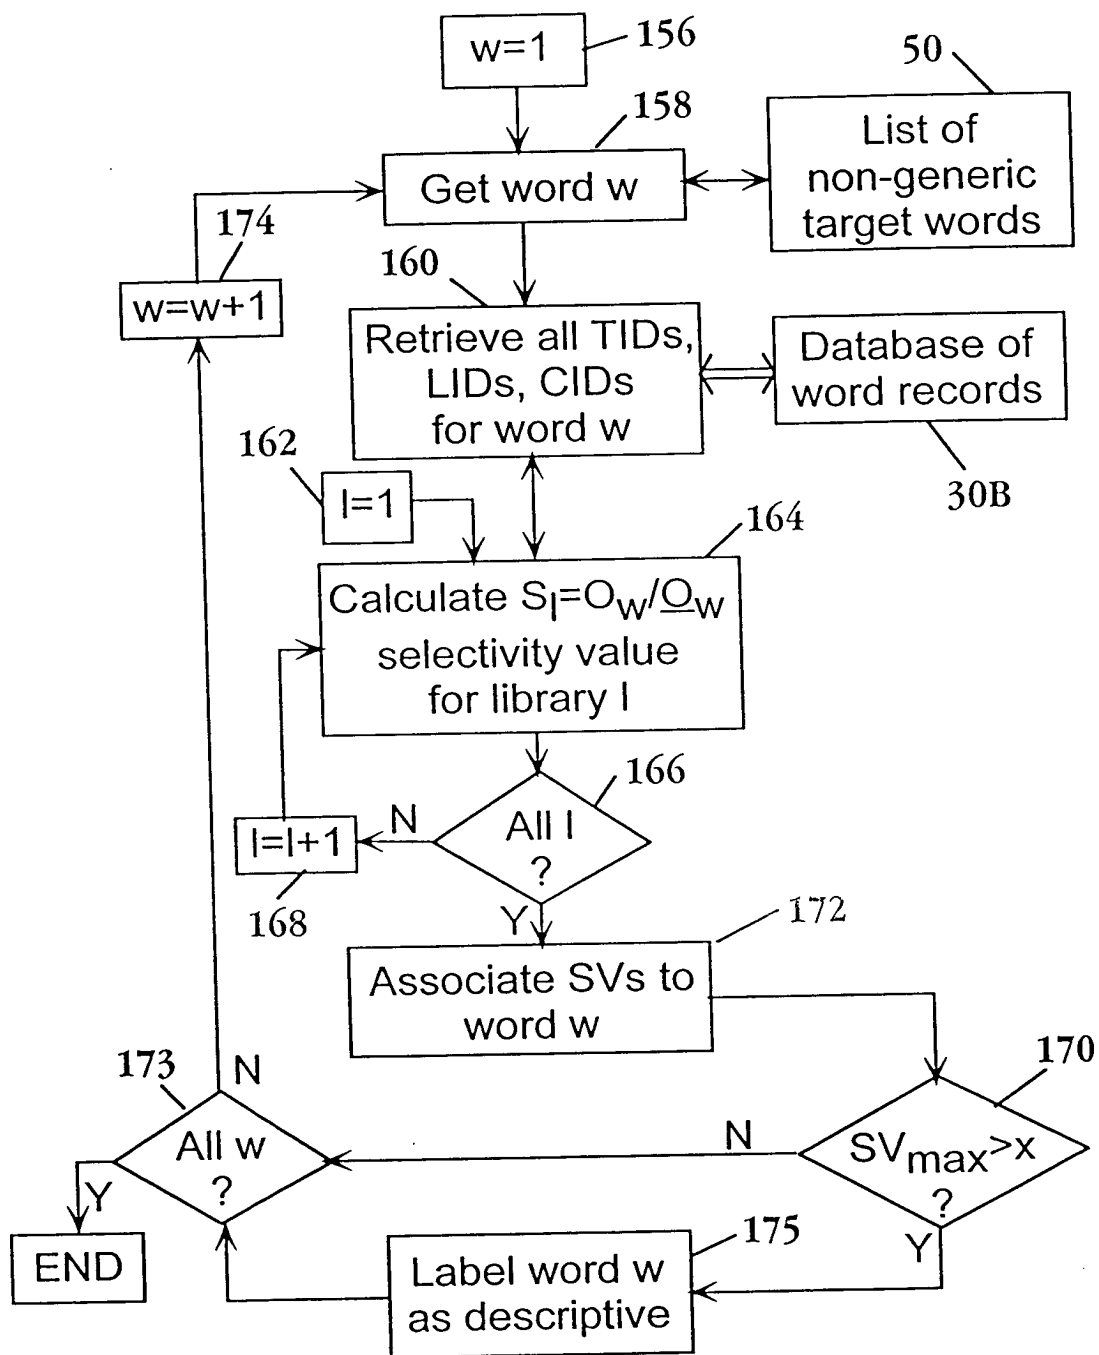 w=1
156
50
158
List of
non-generic
target words
Get word w
174
w=w+1
160
Retrieve all TIDs,
LIDs, CIDs
for word w
Database of
word records
30B
162
l=1
164
Calculate Sl=Ow/Ow
selectivity value
for library l
166
All l
?
N
l=l+1
168
Y
172
Associate SVs to
word w
173
N
All w
?
Y
END
170
SVmax>x
?
N
Y
175
Label word w
as descriptive